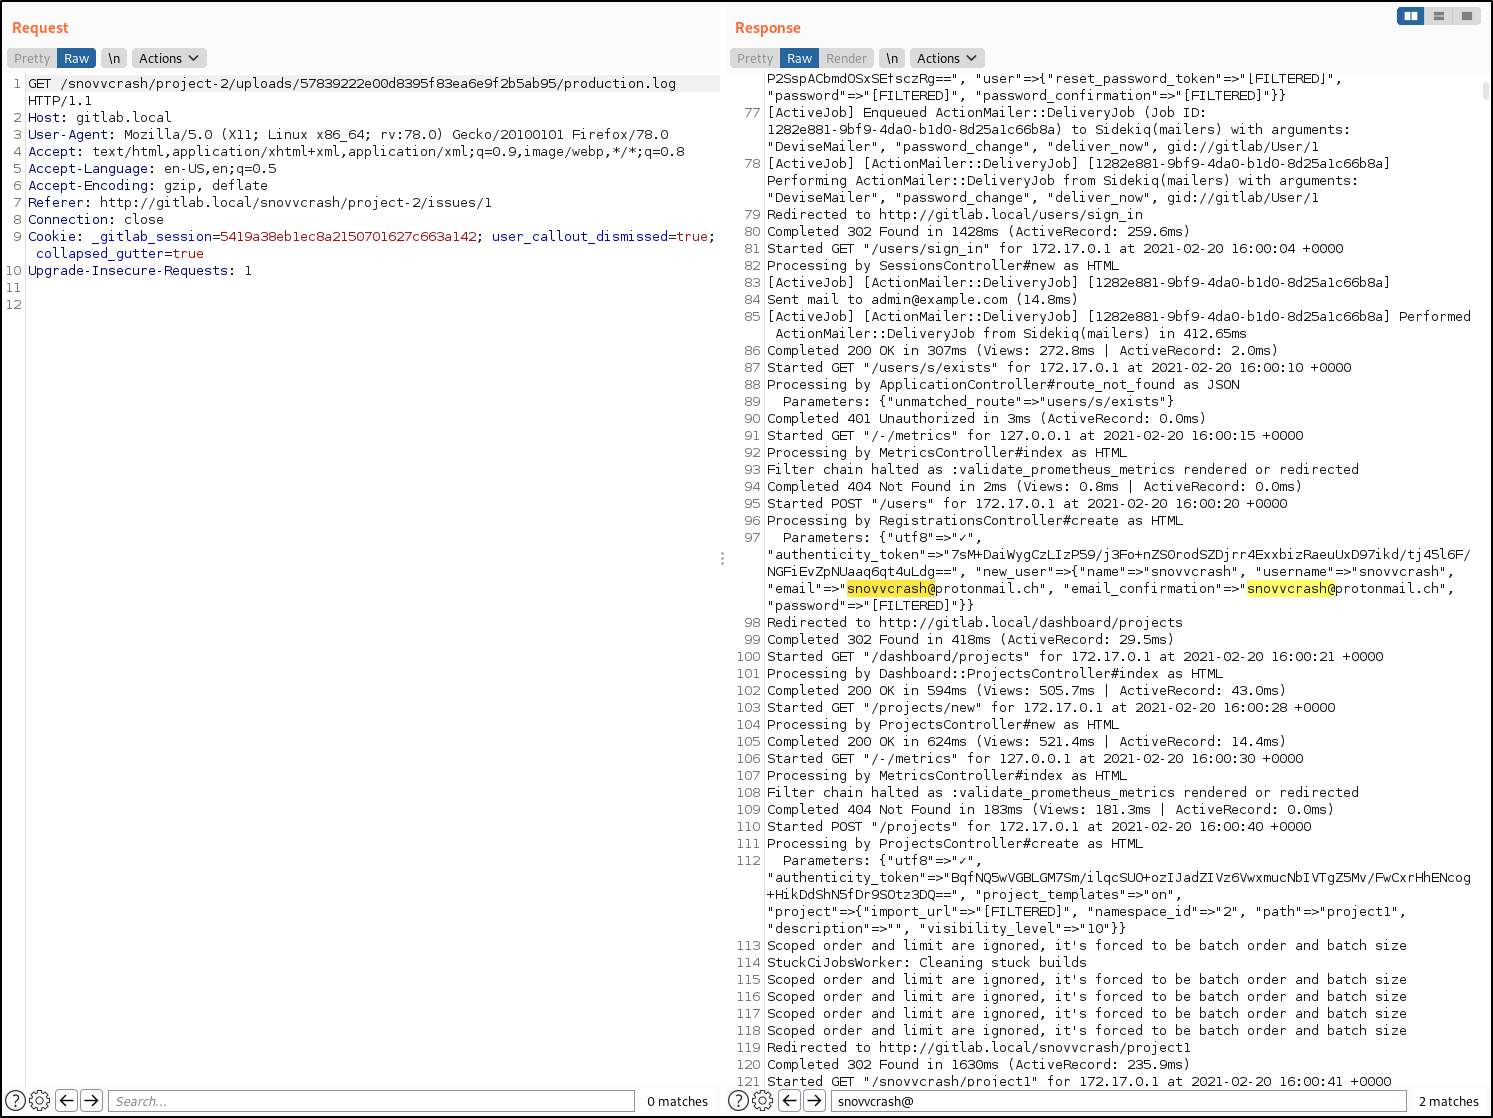 Request
Pretty Raw \n Actions
1 GET /snovvcrash/project-2/uploads/57839222e00d8395f83ea6e9f2b5ab95/production.log
HTTP/1.1
2 Host: gitlab.local
3 User-Agent: Mozilla/5.0 (X11; Linux x86_64; rv:78.0) Gecko/20100101 Firefox/78.0
4 Accept: text/html,application/xhtml+xml,application/xml;q=0.9,image/webp,*/*;q=0.8
5 Accept-Language: en-US,en;q=0.5
6 Accept-Encoding: gzip, deflate
7 Referer: http://gitlab.local/snovvcrash/project-2/issues/1
8 Connection: close
9 Cookie: _gitlab_session=5419a38eb1ec8a2150701627c663a142; user_callout_dismissed=true;
collapsed_gutter=true
10 Upgrade-Insecure-Requests: 1
11
12
Search...
0 matches
Response
Pretty Raw Render \n Actions
P2SspACbmdOSxSEfsczRg==", "user"=>{"reset_password_token"=>"[FILTERED]",
"password"=>"[FILTERED]", "password_confirmation"=>"[FILTERED]"}}
77 [ActiveJob] Enqueued ActionMailer::DeliveryJob (Job ID:
1282e881-9bf9-4da0-b1d0-8d25a1c66b8a) to Sidekiq(mailers) with arguments:
"DeviseMailer", "password_change", "deliver_now", gid://gitlab/User/1
78 [ActiveJob] [ActionMailer::DeliveryJob] [1282e881-9bf9-4da0-b1d0-8d25a1c66b8a]
Performing ActionMailer::DeliveryJob from Sidekiq(mailers) with arguments:
"DeviseMailer", "password_change", "deliver_now", gid://gitlab/User/1
79 Redirected to http://gitlab.local/users/sign_in
80 Completed 302 Found in 1428ms (ActiveRecord: 259.6ms)
81 Started GET "/users/sign_in" for 172.17.0.1 at 2021-02-20 16:00:04 +0000
82 Processing by SessionsController#new as HTML
83 [ActiveJob] [ActionMailer::DeliveryJob] [1282e881-9bf9-4da0-b1d0-8d25a1c66b8a]
84 Sent mail to admin@example.com (14.8ms)
85 [ActiveJob] [ActionMailer::DeliveryJob] [1282e881-9bf9-4da0-b1d0-8d25a1c66b8a] Performed
ActionMailer::DeliveryJob from Sidekiq(mailers) in 412.65ms
86 Completed 200 OK in 307ms (Views: 272.8ms | ActiveRecord: 2.0ms)
87 Started GET "/users/s/exists" for 172.17.0.1 at 2021-02-20 16:00:10 +0000
88 Processing by ApplicationController#route_not_found as JSON
89 Parameters: {"unmatched_route"=>"users/s/exists"}
90 Completed 401 Unauthorized in 3ms (ActiveRecord: 0.0ms)
91 Started GET "/-/metrics" for 127.0.0.1 at 2021-02-20 16:00:15 +0000
92 Processing by MetricsController#index as HTML
93 Filter chain halted as :validate_prometheus_metrics rendered or redirected
94 Completed 404 Not Found in 2ms (Views: 0.8ms | ActiveRecord: 0.0ms)
95 Started POST "/users" for 172.17.0.1 at 2021-02-20 16:00:20 +0000
96 Processing by RegistrationsController#create as HTML
97 Parameters: {"utf8"=>"✓",
"authenticity_token"=>"7sM+DaiWygCzLIzP59/j3Fo+nZSOrodSZDjrr4ExxbizRaeuUxD97ikd/tj45l6F/
NGFiEvZpNUaaq6qt4uLdg==", "new_user"=>{"name"=>"snovvcrash", "username"=>"snovvcrash",
"email"=>"snovvcrash@protonmail.ch", "email_confirmation"=>"snovvcrash@protonmail.ch",
"password"=>"[FILTERED]"}}
98 Redirected to http://gitlab.local/dashboard/projects
99 Completed 302 Found in 418ms (ActiveRecord: 29.5ms)
100 Started GET "/dashboard/projects" for 172.17.0.1 at 2021-02-20 16:00:21 +0000
101 Processing by Dashboard::ProjectsController#index as HTML
102 Completed 200 OK in 594ms (Views: 505.7ms | ActiveRecord: 43.0ms)
103 Started GET "/projects/new" for 172.17.0.1 at 2021-02-20 16:00:28 +0000
104 Processing by ProjectsController#new as HTML
105 Completed 200 OK in 624ms (Views: 521.4ms | ActiveRecord: 14.4ms)
106 Started GET "/-/metrics" for 127.0.0.1 at 2021-02-20 16:00:30 +0000
107 Processing by MetricsController#index as HTML
108 Filter chain halted as :validate_prometheus_metrics rendered or redirected
109 Completed 404 Not Found in 183ms (Views: 181.3ms | ActiveRecord: 0.0ms)
110 Started POST "/projects" for 172.17.0.1 at 2021-02-20 16:00:40 +0000
111 Processing by ProjectsController#create as HTML
112 Parameters: {"utf8"=>"✓",
"authenticity_token"=>"BqfNQ5wVGBLGM7Sm/ilqcSUO+ozIJadZIVz6VwxmucNbIVTgZ5Mv/FwCxrHhENcog
+HikDdShN5fDr9SOtz3DQ==", "project_templates"=>"on",
"project"=>{"import_url"=>"[FILTERED]", "namespace_id"=>"2", "path"=>"project1",
"description"=>"", "visibility_level"=>"10"}}
113 Scoped order and limit are ignored, it's forced to be batch order and batch size
114 StuckCiJobsWorker: Cleaning stuck builds
115 Scoped order and limit are ignored, it's forced to be batch order and batch size
116 Scoped order and limit are ignored, it's forced to be batch order and batch size
117 Scoped order and limit are ignored, it's forced to be batch order and batch size
118 Scoped order and limit are ignored, it's forced to be batch order and batch size
119 Redirected to http://gitlab.local/snovvcrash/project1
120 Completed 302 Found in 1630ms (ActiveRecord: 235.9ms)
121 Started GET "/snovvcrash/project1" for 172.17.0.1 at 2021-02-20 16:00:41 +0000
snovvcrash@
2 matches